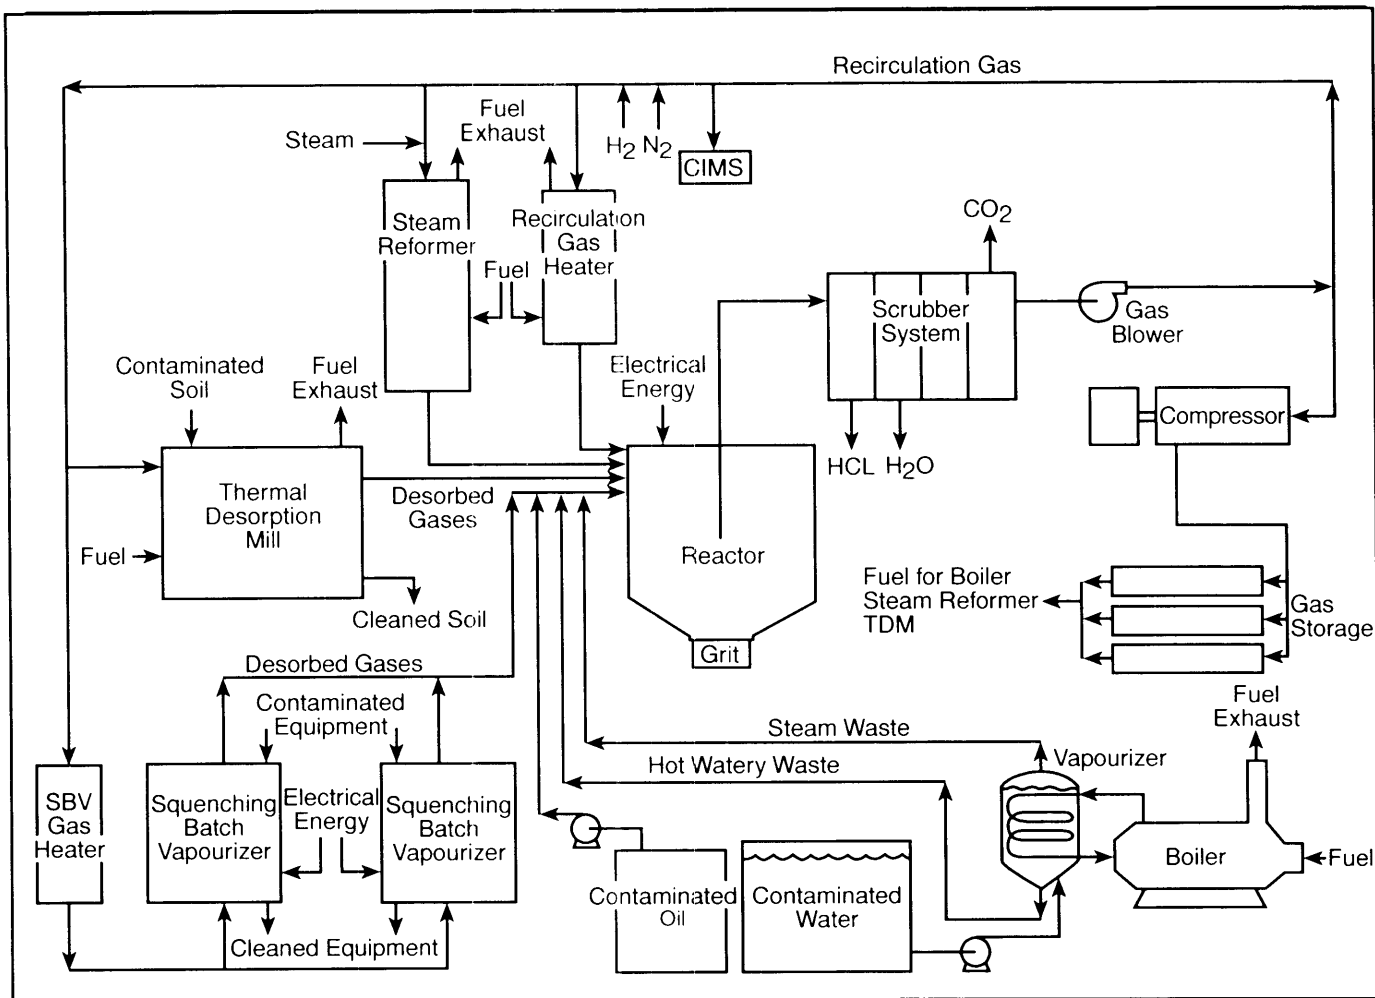 Recirculation Gas
Fuel
Exhaust
Steam
H2 N2
CIMS
Steam
Reformer
Recirculation
Gas
Heater
Fuel
CO2
Scrubber
System
Gas
Blower
Contaminated
Soil
Fuel
Exhaust
Electrical
Energy
Compressor
HCL H2O
Thermal
Desorption
Mill
Desorbed
Gases
Fuel
Reactor
Cleaned Soil
Grit
Fuel for Boiler
Steam Reformer
TDM
Gas
Storage
Desorbed Gases
Contaminated
Equipment
Fuel
Exhaust
Steam Waste
Hot Watery Waste
Vapourizer
SBV
Gas
Heater
Squenching
Batch
Vapourizer
Electrical
Energy
Squenching
Batch
Vapourizer
Boiler
Fuel
Contaminated
Oil
Contaminated
Water
Cleaned Equipment